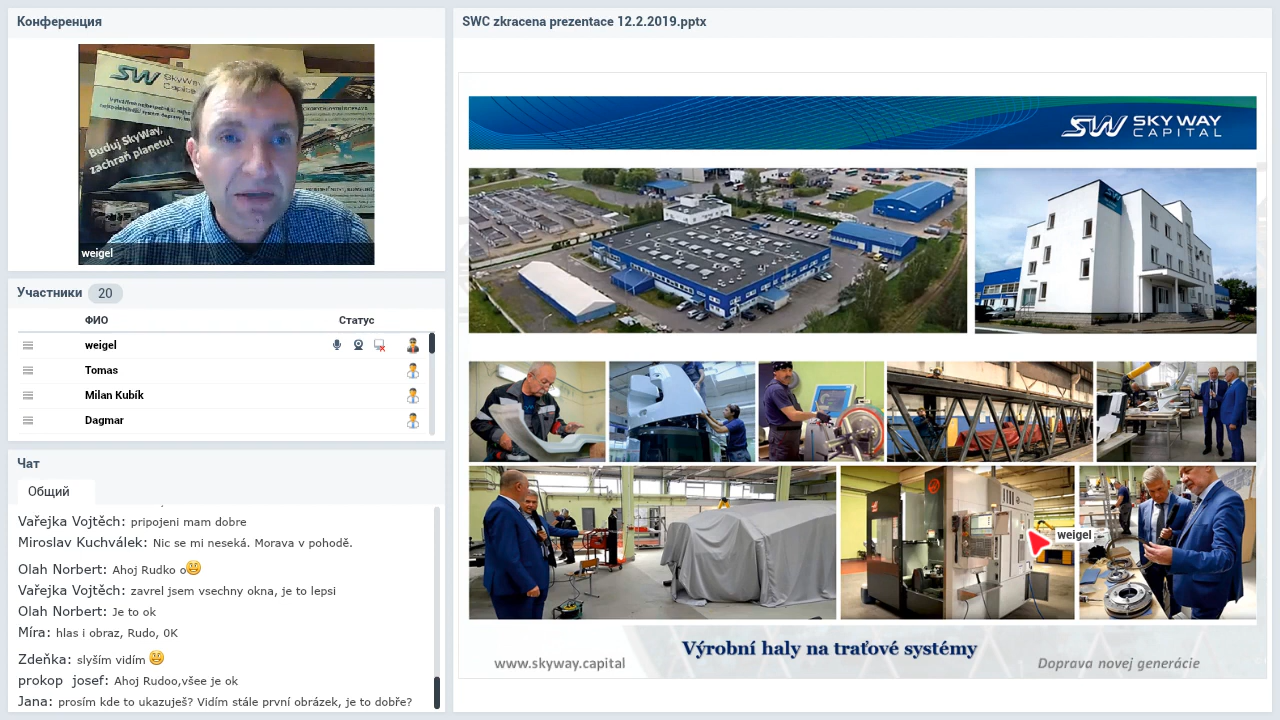 Конференция
SW SkyWay
Capital
Buduj SkyWay,
zachraň planetu!
weigel
Участники 20
ФИО Статус
weigel
Tomas
Milan Kubík
Dagmar
Чат
Общий
Vařejka Vojtěch: pripojeni mam dobre
Miroslav Kuchválek: Nic se mi neseká. Morava v pohodě.
Olah Norbert: Ahoj Rudko o
Vařejka Vojtěch: zavrel jsem vsechny okna, je to lepsi
Olah Norbert: Je to ok
Míra: hlas i obraz, Rudo, 0K
Zdeňka: slyším vidím
prokop josef: Ahoj Rudoo,všee je ok
Jana: prosím kde to ukazuješ? Vidím stále první obrázek, je to dobře?
SWC zkracena prezentace 12.2.2019.pptx
SW SKY WAY
CAPITAL
weigel
Výrobní haly na traťové systémy
www.skyway.capital
Doprava novej generácie